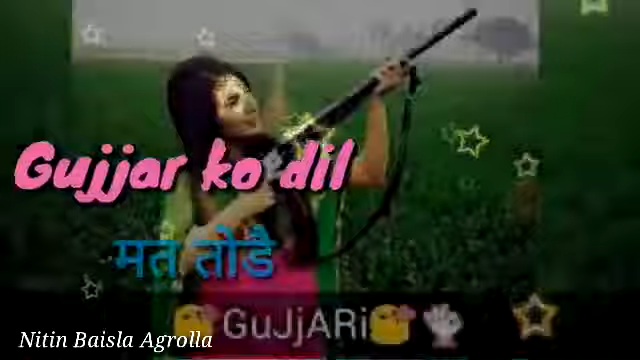 Gujjar ko dil
मत तोडै
GuJjARi
Nitin Baisla Agrolla